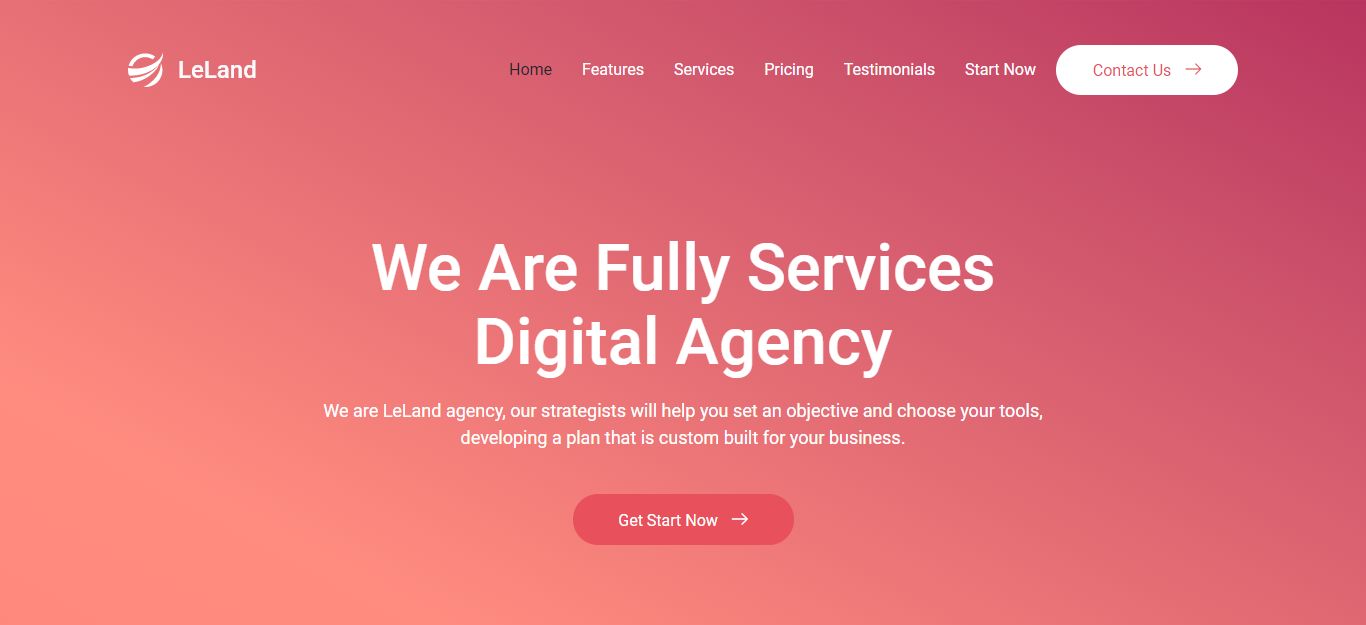 LeLand
Home Features Services Pricing Testimonials Start Now Contact Us
We Are Fully Services
Digital Agency
We are LeLand agency, our strategists will help you set an objective and choose your tools,
developing a plan that is custom built for your business.
Get Start Now